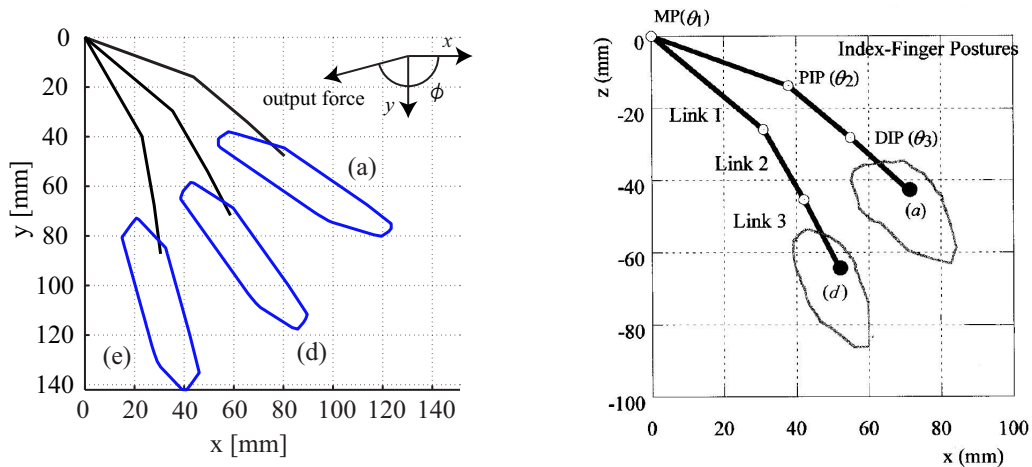 0
20
40
60
80
100
120
140
y [mm]
0 20 40 60 80 100 120 140
x [mm]
x
y
ϕ
output force
(a)
(d)
(e)
MP(θ1)
Index-Finger Postures
PIP (θ2)
DIP (θ3)
Link 1
Link 2
Link 3
(a)
(d)
z (mm)
0
-20
-40
-60
-80
-100
0 20 40 60 80 100
x (mm)